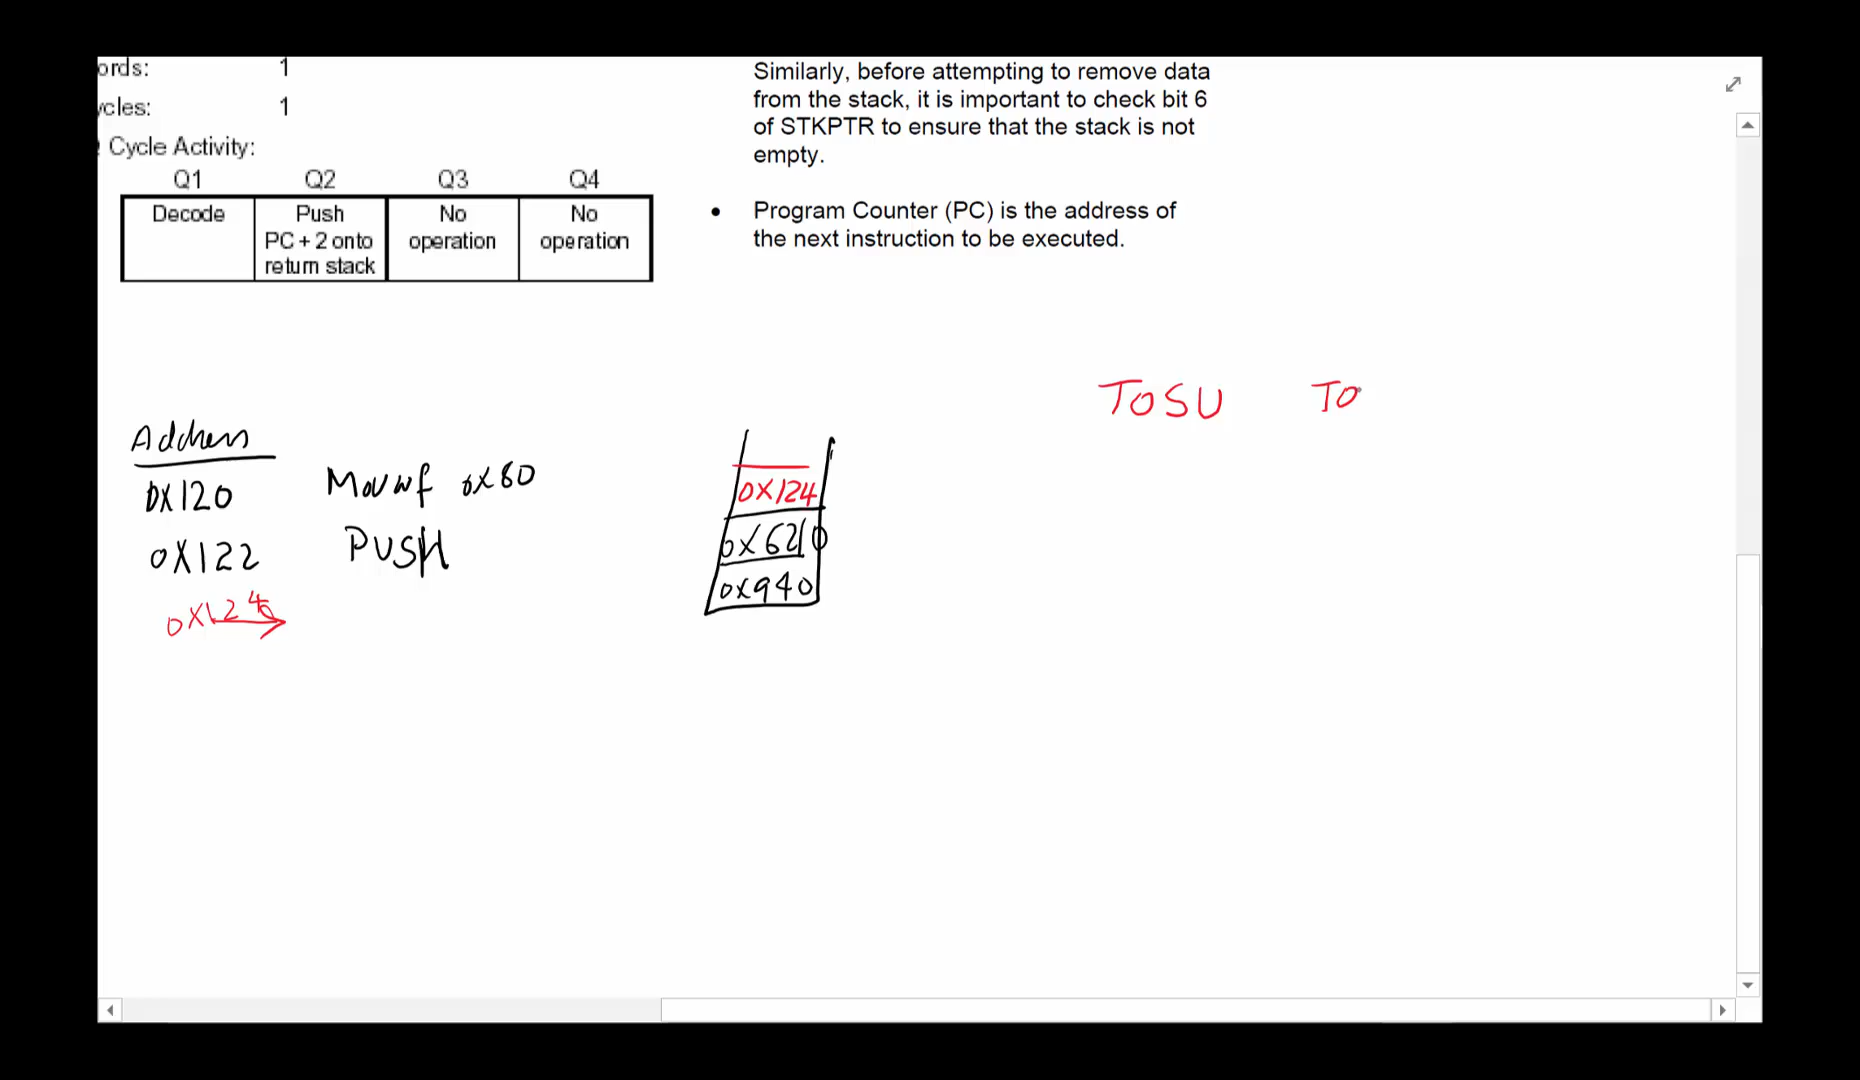 ords: 1
ycles: 1
Cycle Activity:
Q1 Q2 Q3 Q4
Decode Push No No
PC + 2 onto operation operation
return stack
Similarly, before attempting to remove data
from the stack, it is important to check bit 6
of STKPTR to ensure that the stack is not
empty.
• Program Counter (PC) is the address of
the next instruction to be executed.
TOSU TO
Address
0X120 Movwf 0X80
0X122 PUSH
0X124
0X124
0X6210
0X940